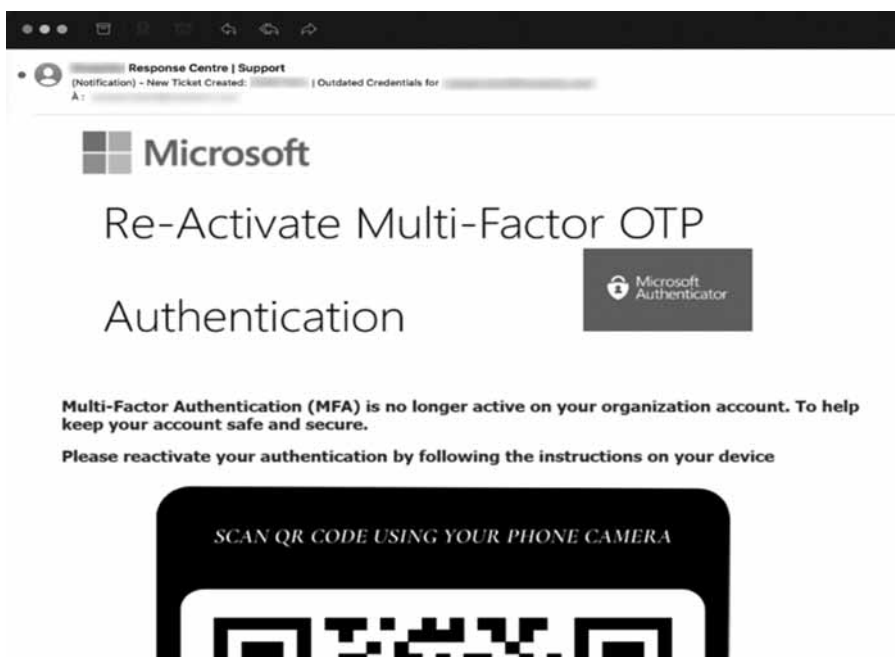 Response Centre | Support
(Notification) - New Ticket Created: | Outdated Credentials for
À :
Microsoft
Re-Activate Multi-Factor OTP
Microsoft
Authenticator
Authentication
Multi-Factor Authentication (MFA) is no longer active on your organization account. To help
keep your account safe and secure.
Please reactivate your authentication by following the instructions on your device
SCAN QR CODE USING YOUR PHONE CAMERA